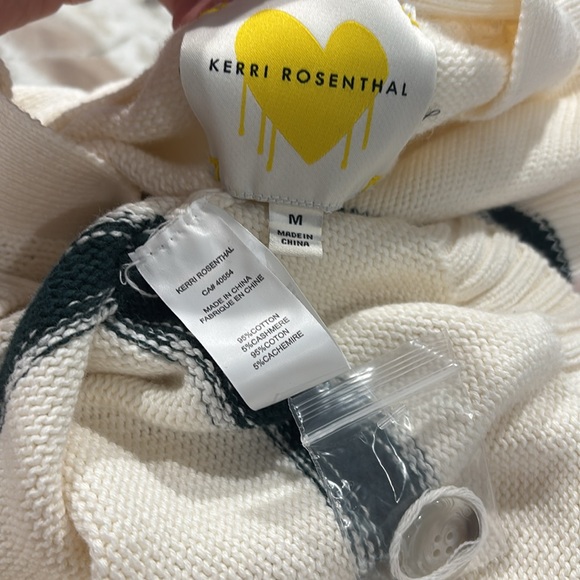 KERRI ROSENTHAL
M
MADE IN
CHINA
KERRI ROSENTHAL
CA# 40554
MADE IN CHINA
FABRIQUE EN CHINE
95%COTTON
5%CASHMERE
95%COTON
5%CACHEMIRE